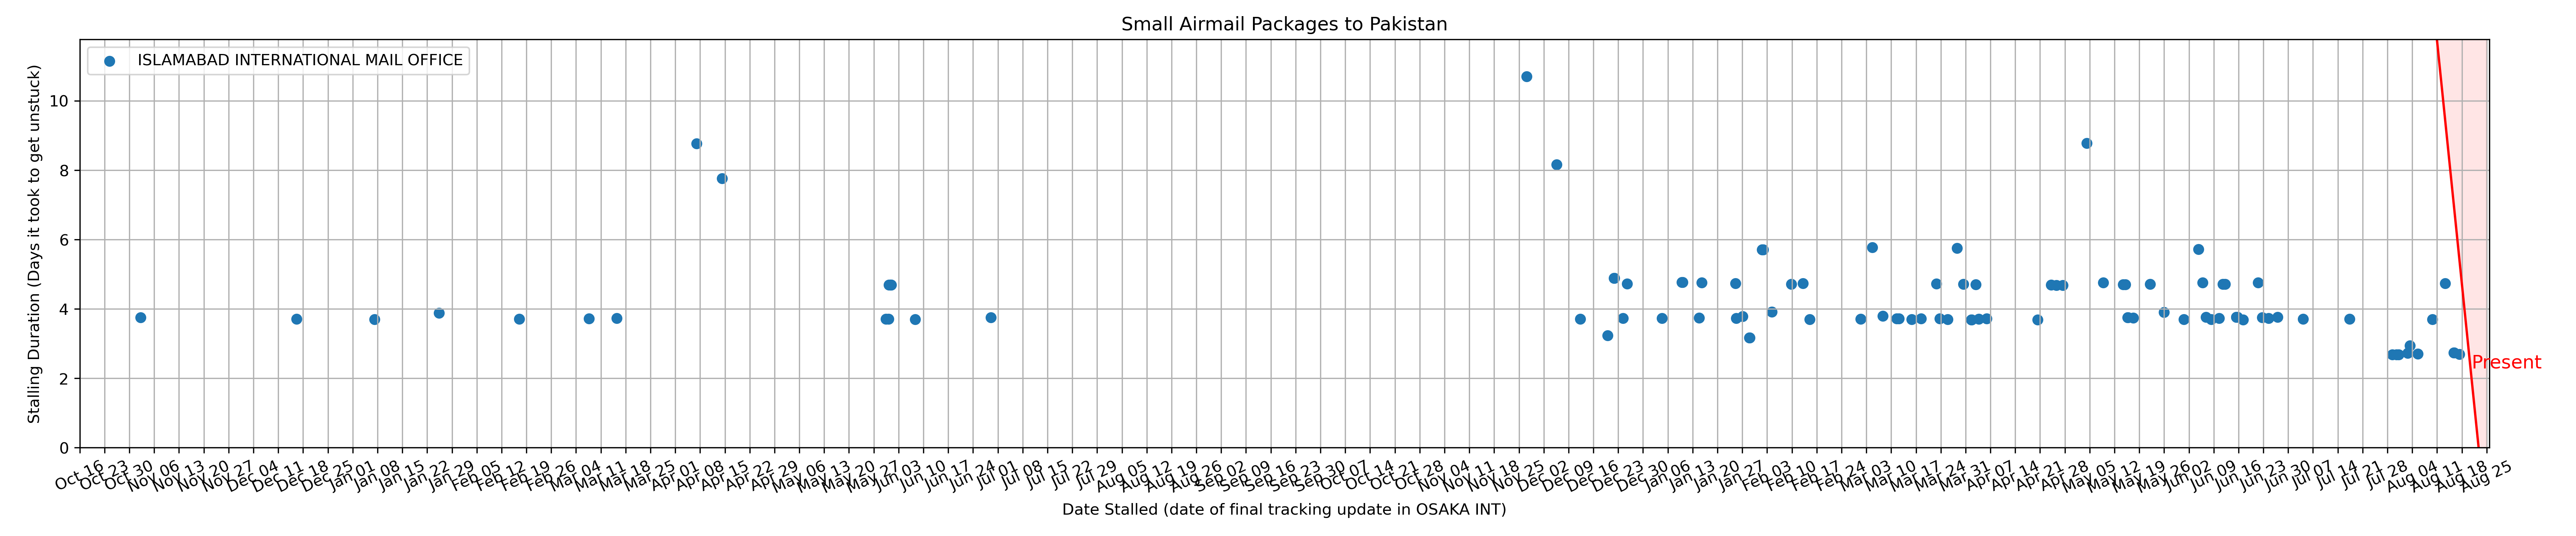 Small Airmail Packages to Pakistan
ISLAMABAD INTERNATIONAL MAIL OFFICE
Stalling Duration (Days it took to get unstuck)
10
8
6
4
2
0
Present
Oct 16
Oct 23
Oct 30
Nov 06
Nov 13
Nov 20
Nov 27
Dec 04
Dec 11
Dec 18
Dec 25
Jan 01
Jan 08
Jan 15
Jan 22
Jan 29
Feb 05
Feb 12
Feb 19
Feb 26
Mar 04
Mar 11
Mar 18
Mar 25
Apr 01
Apr 08
Apr 15
Apr 22
Apr 29
May 06
May 13
May 20
May 27
Jun 03
Jun 10
Jun 17
Jun 24
Jul 01
Jul 08
Jul 15
Jul 22
Jul 29
Aug 05
Aug 12
Aug 19
Aug 26
Sep 02
Sep 09
Sep 16
Sep 23
Sep 30
Oct 07
Oct 14
Oct 21
Oct 28
Nov 04
Nov 11
Nov 18
Nov 25
Dec 02
Dec 09
Dec 16
Dec 23
Dec 30
Jan 06
Jan 13
Jan 20
Jan 27
Feb 03
Feb 10
Feb 17
Feb 24
Mar 03
Mar 10
Mar 17
Mar 24
Mar 31
Apr 07
Apr 14
Apr 21
Apr 28
May 05
May 12
May 19
May 26
Jun 02
Jun 09
Jun 16
Jun 23
Jun 30
Jul 07
Jul 14
Jul 21
Jul 28
Aug 04
Aug 11
Aug 18
Aug 25
Date Stalled (date of final tracking update in OSAKA INT)